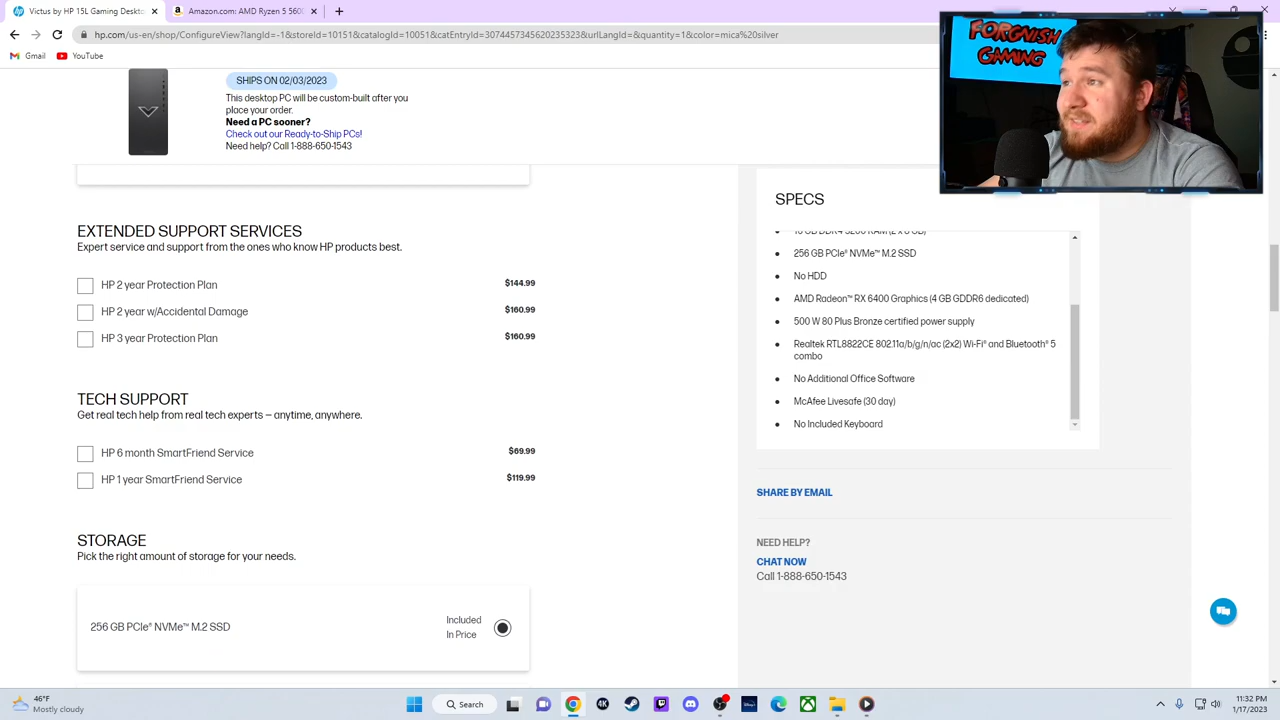 Victus by HP 15L Gaming Deskto
Amazon.com: AMD Ryzen 5 560
hp.com/us-en/shop/ConfigureView?
=10051&catEntryId=3074457345620235323&urlLangId=&quantity=1&color=mica%20silver
Gmail
YouTube
FORGNISH
GAMING
SHIPS ON 02/03/2023
This desktop PC will be custom-built after you
place your order.
Need a PC sooner?
Check out our Ready-to-Ship PCs!
Need help? Call 1-888-650-1543
EXTENDED SUPPORT SERVICES
Expert service and support from the ones who know HP products best.
HP 2 year Protection Plan $144.99
HP 2 year w/Accidental Damage $160.99
HP 3 year Protection Plan $160.99
TECH SUPPORT
Get real tech help from real tech experts – anytime, anywhere.
HP 6 month SmartFriend Service $69.99
HP 1 year SmartFriend Service $119.99
STORAGE
Pick the right amount of storage for your needs.
256 GB PCIe® NVMe™ M.2 SSD
Included
In Price
SPECS
16 GB DDR4-3200 RAM (2 x 8 GB)
256 GB PCIe® NVMe™ M.2 SSD
No HDD
AMD Radeon™ RX 6400 Graphics (4 GB GDDR6 dedicated)
500 W 80 Plus Bronze certified power supply
Realtek RTL8822CE 802.11a/b/g/n/ac (2x2) Wi-Fi® and Bluetooth® 5
combo
No Additional Office Software
McAfee Livesafe (30 day)
No Included Keyboard
SHARE BY EMAIL
NEED HELP?
CHAT NOW
Call 1-888-650-1543
46°F
Mostly cloudy
Search
11:32 PM
1/17/2023